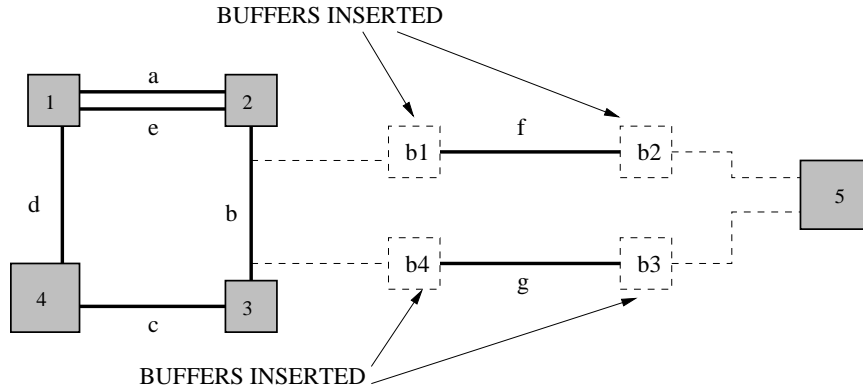 BUFFERS INSERTED
a
1
2
e
f
b1
b2
d
b
5
b4
b3
4
3
g
c
BUFFERS INSERTED